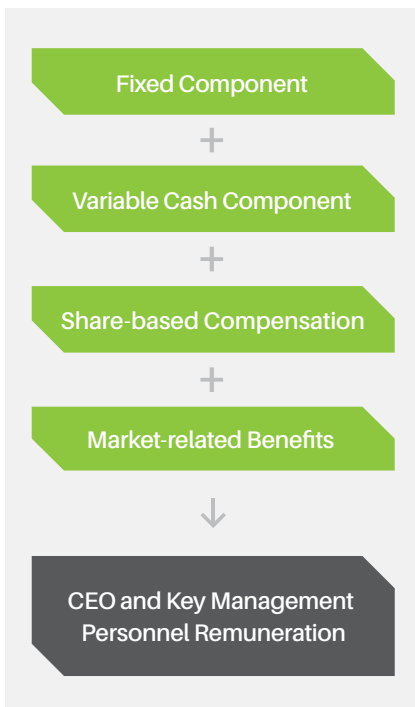 Fixed Component
+
Variable Cash Component
+
Share-based Compensation
+
Market-related Benefits
↓
CEO and Key Management
Personnel Remuneration